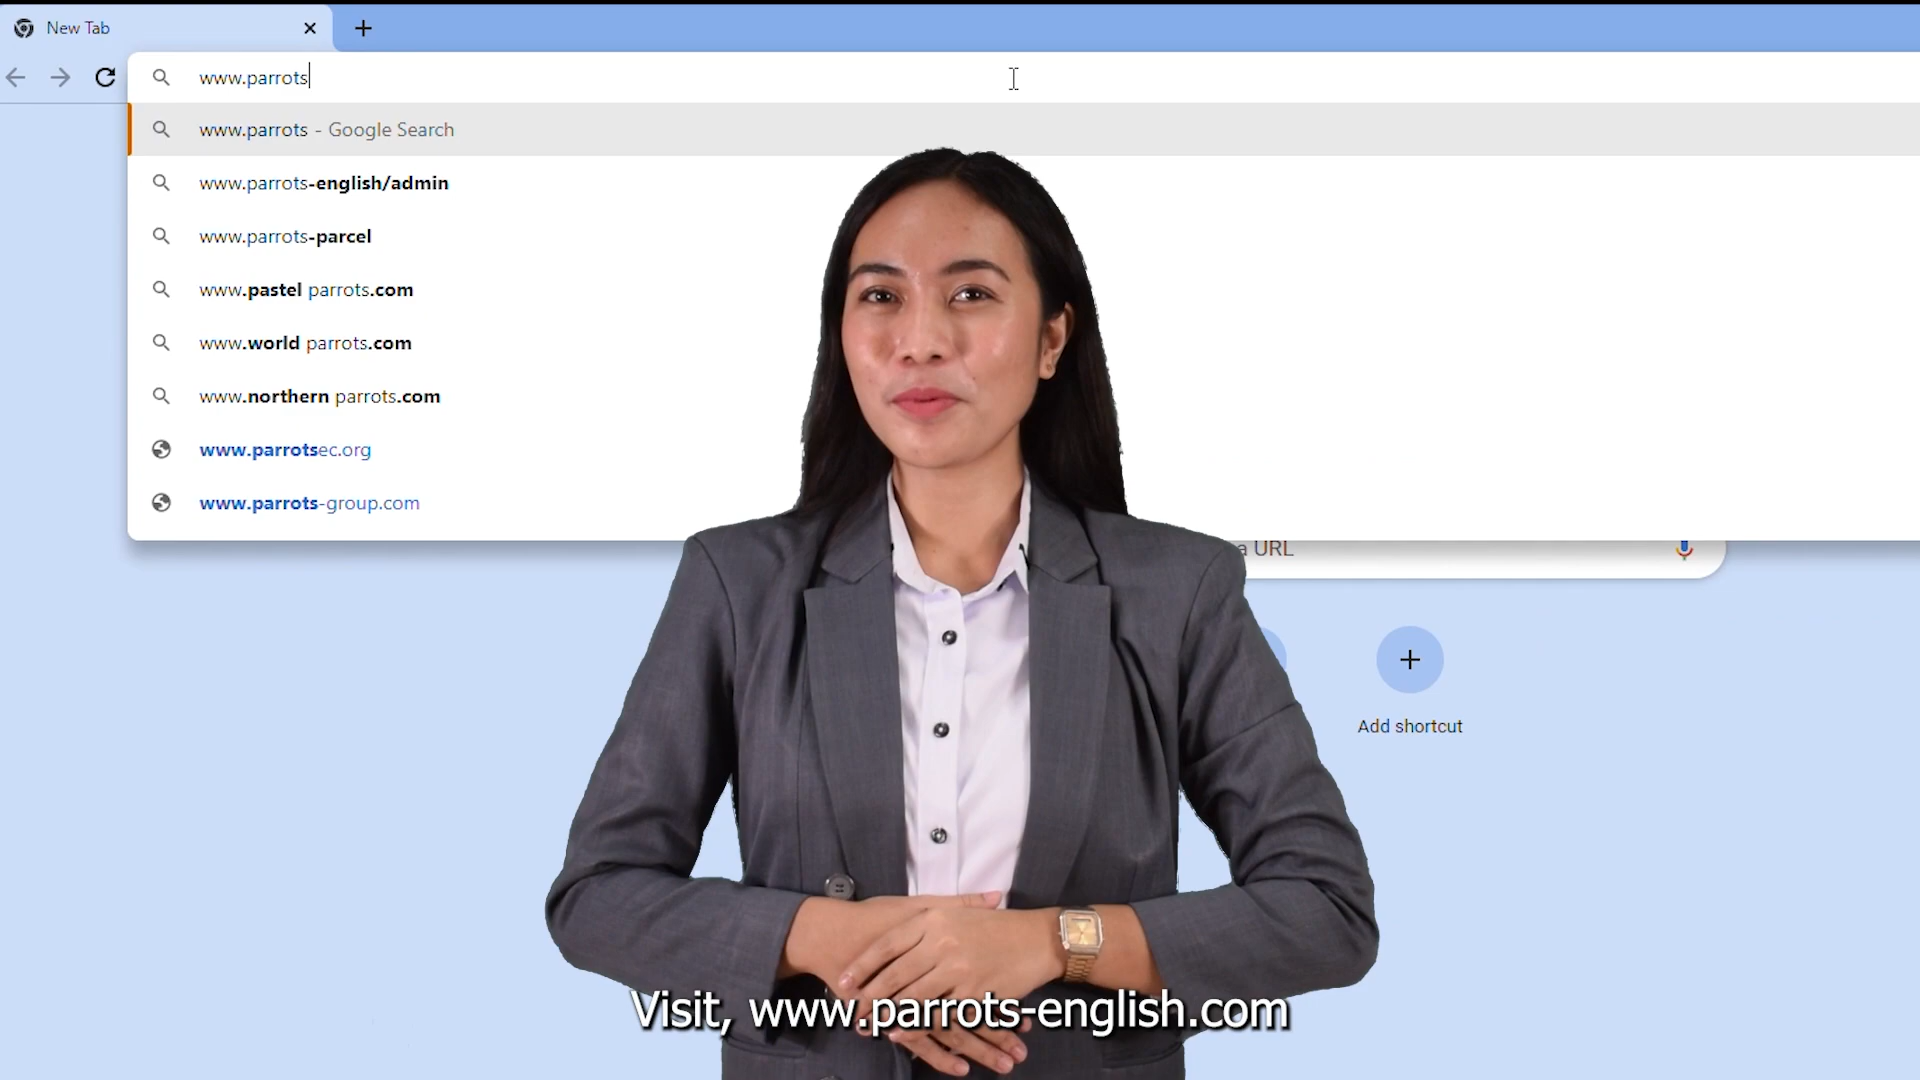 New Tab
www.parrots
www.parrots - Google Search
www.parrots-english/admin
www.parrots-parcel
www.pastel parrots.com
www.world parrots.com
www.northern parrots.com
www.parrotsec.org
www.parrots-group.com
a URL
Add shortcut
Visit, www.parrots-english.com